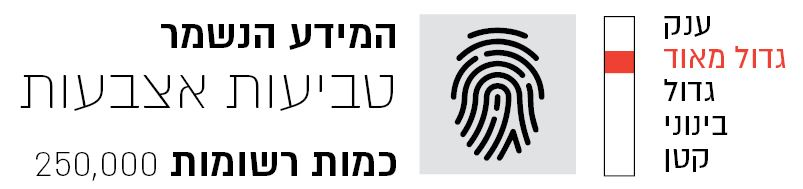 ענק
גדול מאוד
גדול
בינוני
קטן
המידע הנשמר
טביעות אצבעות
כמות רשומות 250,000